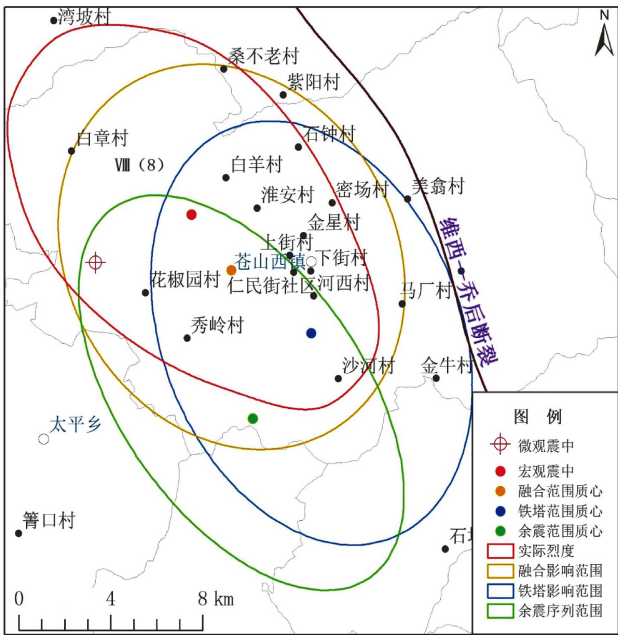 湾坡村
N
桑不老村
紫阳村
石钟村
白章村
Ⅷ（8）
白羊村
美翕村
淮安村
密场村
金星村
上街村
苍山西镇
下街村
花椒园村
仁民街社区
河西村
马厂村
维西—乔后断裂
秀岭村
沙河村
金牛村
太平乡
箐口村
0 4 8 km
图 例
微观震中
宏观震中
融合范围质心
铁塔范围质心
余震范围质心
实际烈度
融合影响范围
铁塔影响范围
余震序列范围